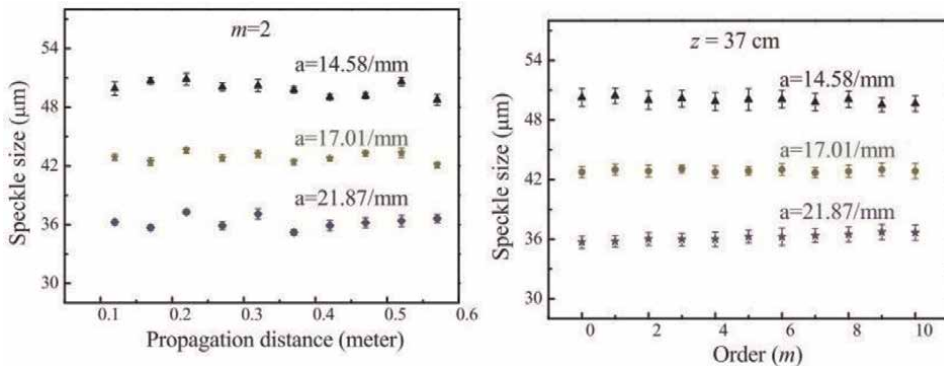 m=2
54
48
42
36
30
a=14.58/mm
a=17.01/mm
a=21.87/mm
Speckle size (μm)
0.1 0.2 0.3 0.4 0.5 0.6
Propagation distance (meter)
z = 37 cm
54
48
42
36
30
a=14.58/mm
a=17.01/mm
a=21.87/mm
Speckle size (μm)
0 2 4 6 8 10
Order (m)